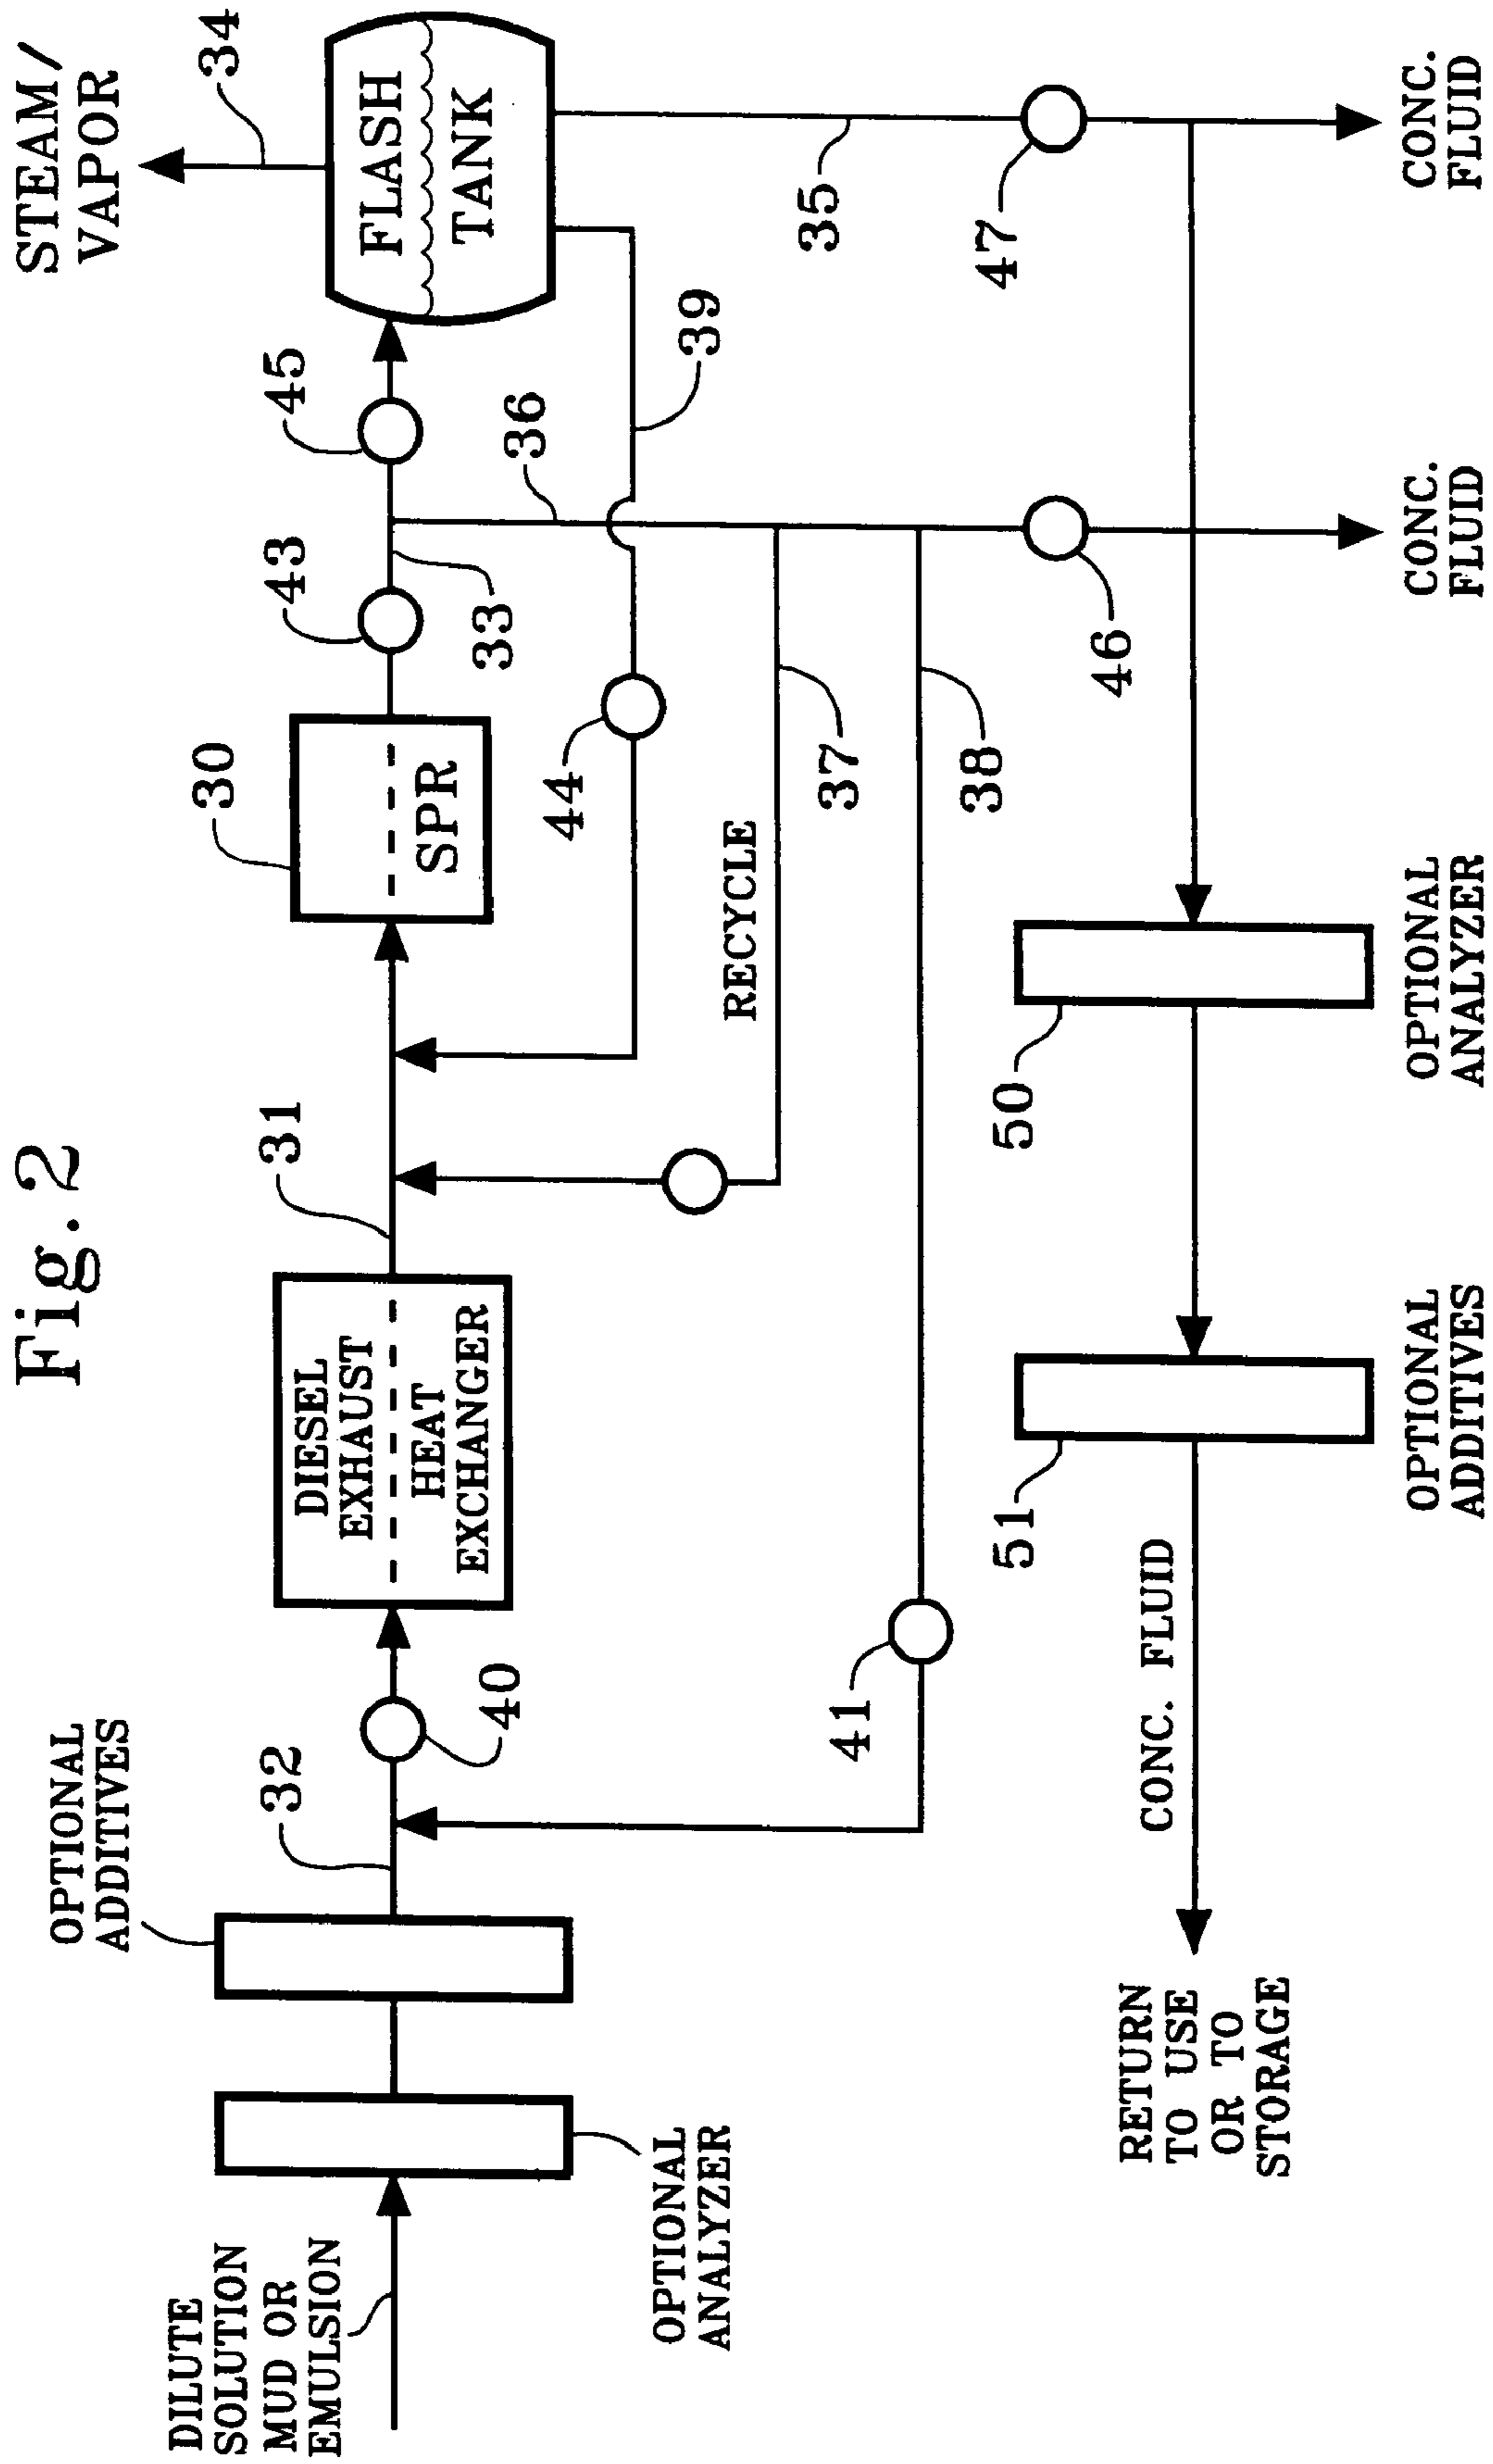 Fig. 2
DILUTE
SOLUTION
MUD OR
EMULSION
OPTIONAL
ANALYZER
OPTIONAL
ADDITIVES
32
40
DIESEL
EXHAUST
HEAT
EXCHANGER
31
30
SPR
43
33
45
STEAM/
VAPOR
34
FLASH
TANK
36
39
44
RECYCLE
37
38
41
35
47
46
CONC.
FLUID
CONC.
FLUID
50
OPTIONAL
ANALYZER
51
OPTIONAL
ADDITIVES
CONC. FLUID
RETURN
TO USE
OR TO
STORAGE